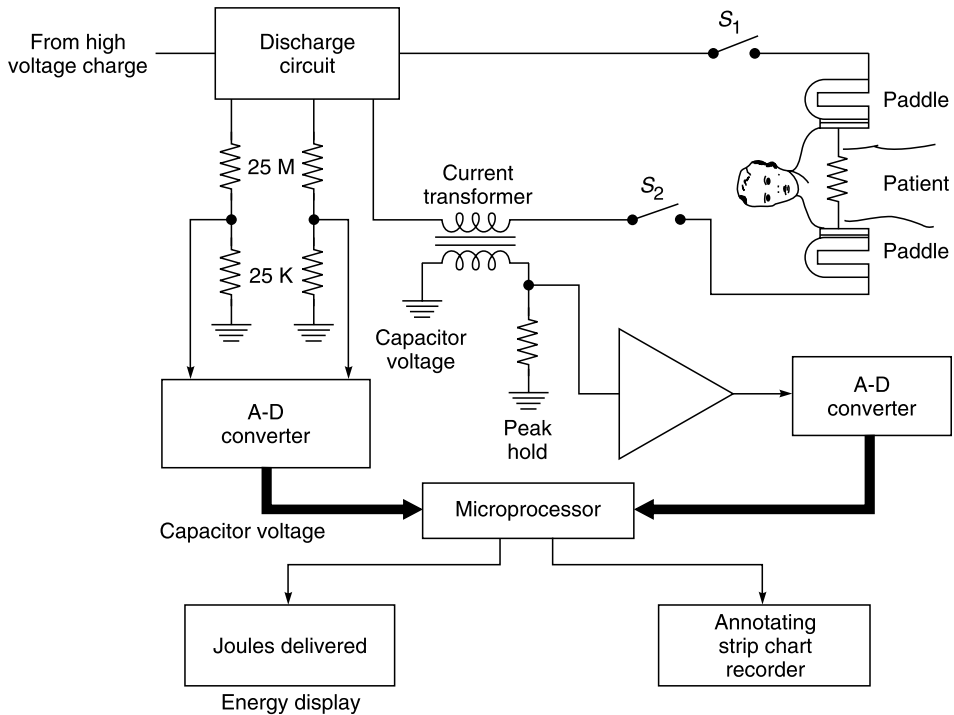 From high
voltage charge
Discharge
circuit
S1
Paddle
25 M
Current
transformer
S2
Patient
Paddle
25 K
Capacitor
voltage
A-D
converter
Peak
hold
A-D
converter
Capacitor voltage
Microprocessor
Joules delivered
Energy display
Annotating
strip chart
recorder